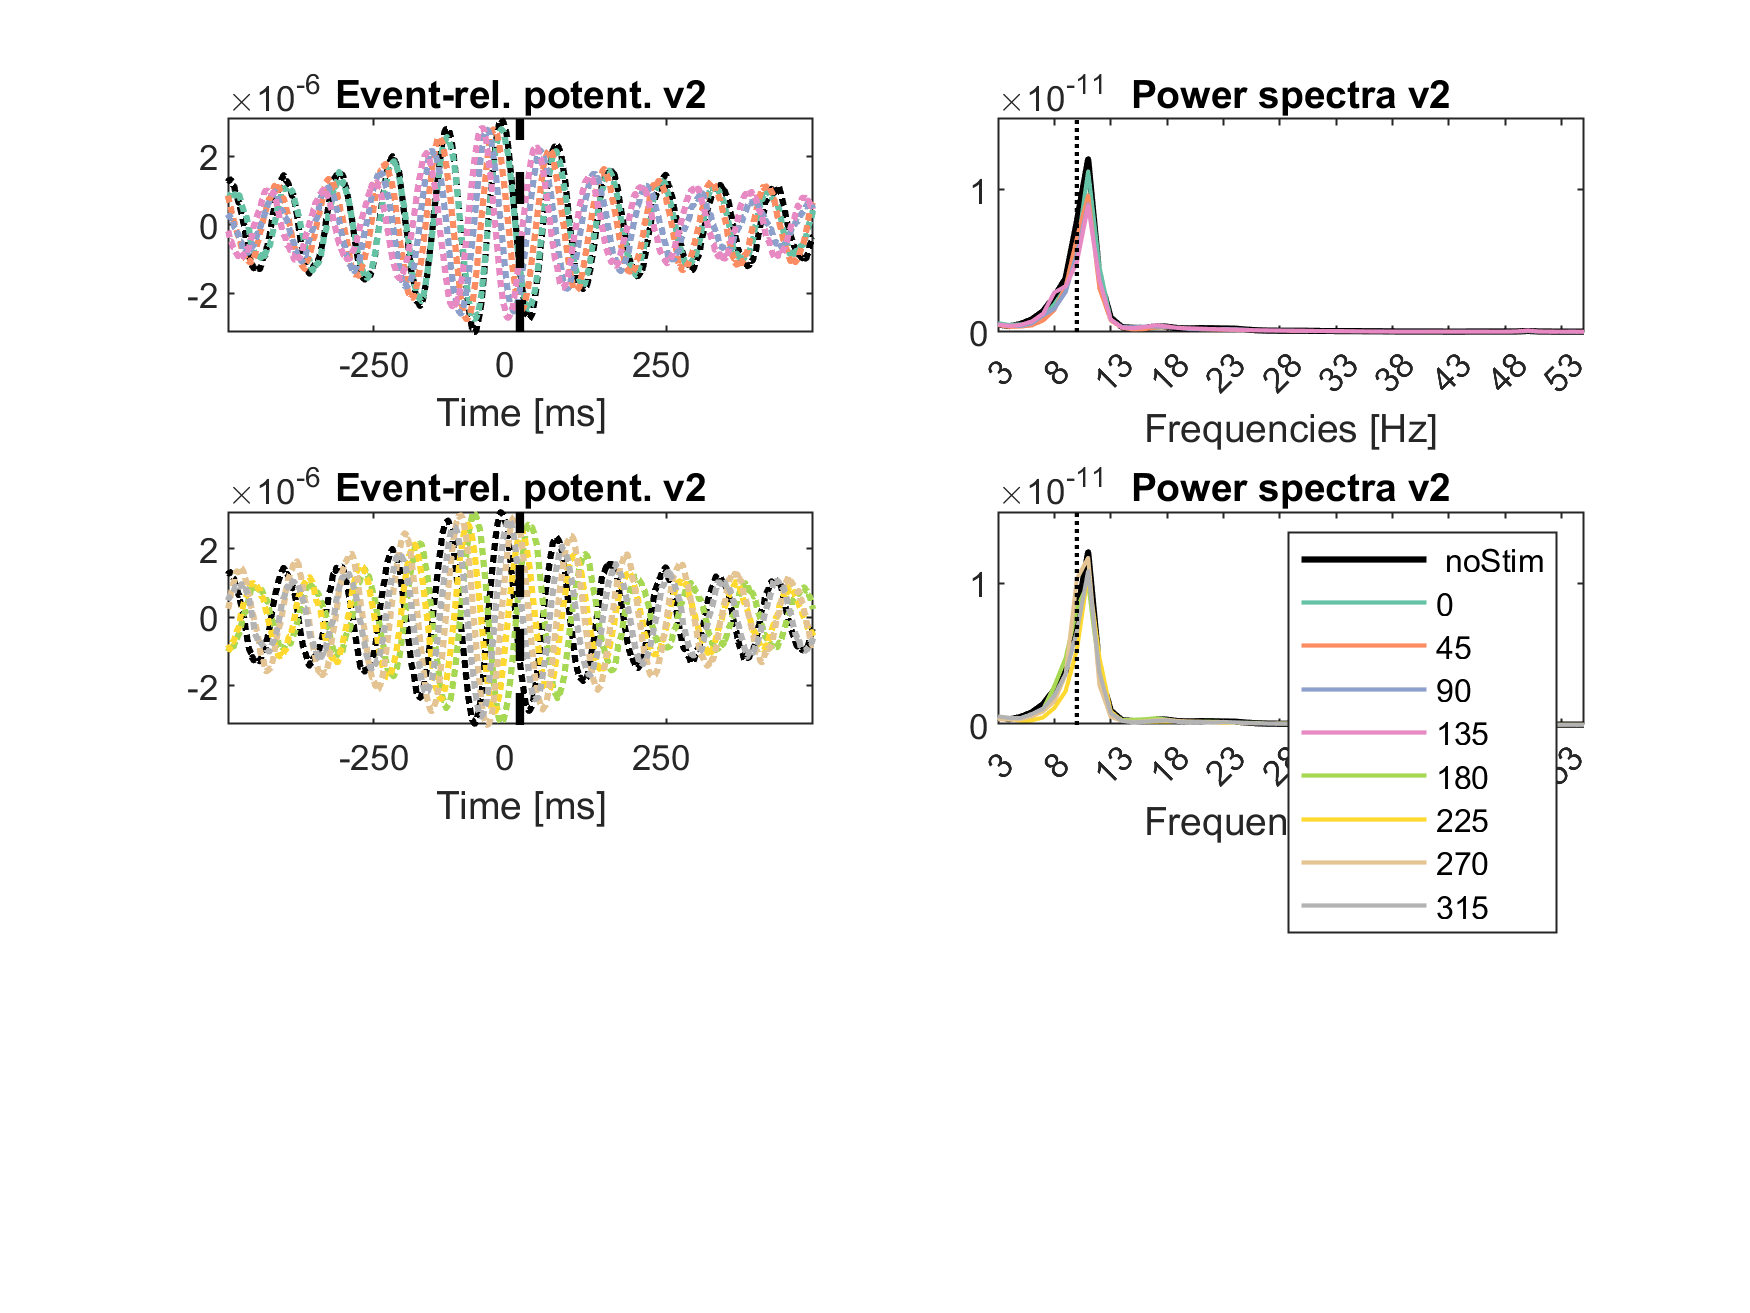 ×10-6 Event-rel. potent. v2
2
0
-2
-250 0 250
Time [ms]
×10-11 Power spectra v2
1
0
3 8 13 18 23 28 33 38 43 48 53
Frequencies [Hz]
×10-6 Event-rel. potent. v2
2
0
-2
-250 0 250
Time [ms]
×10-11 Power spectra v2
1
0
3 8 13 18 23
Frequen
noStim
0
45
90
135
180
225
270
315